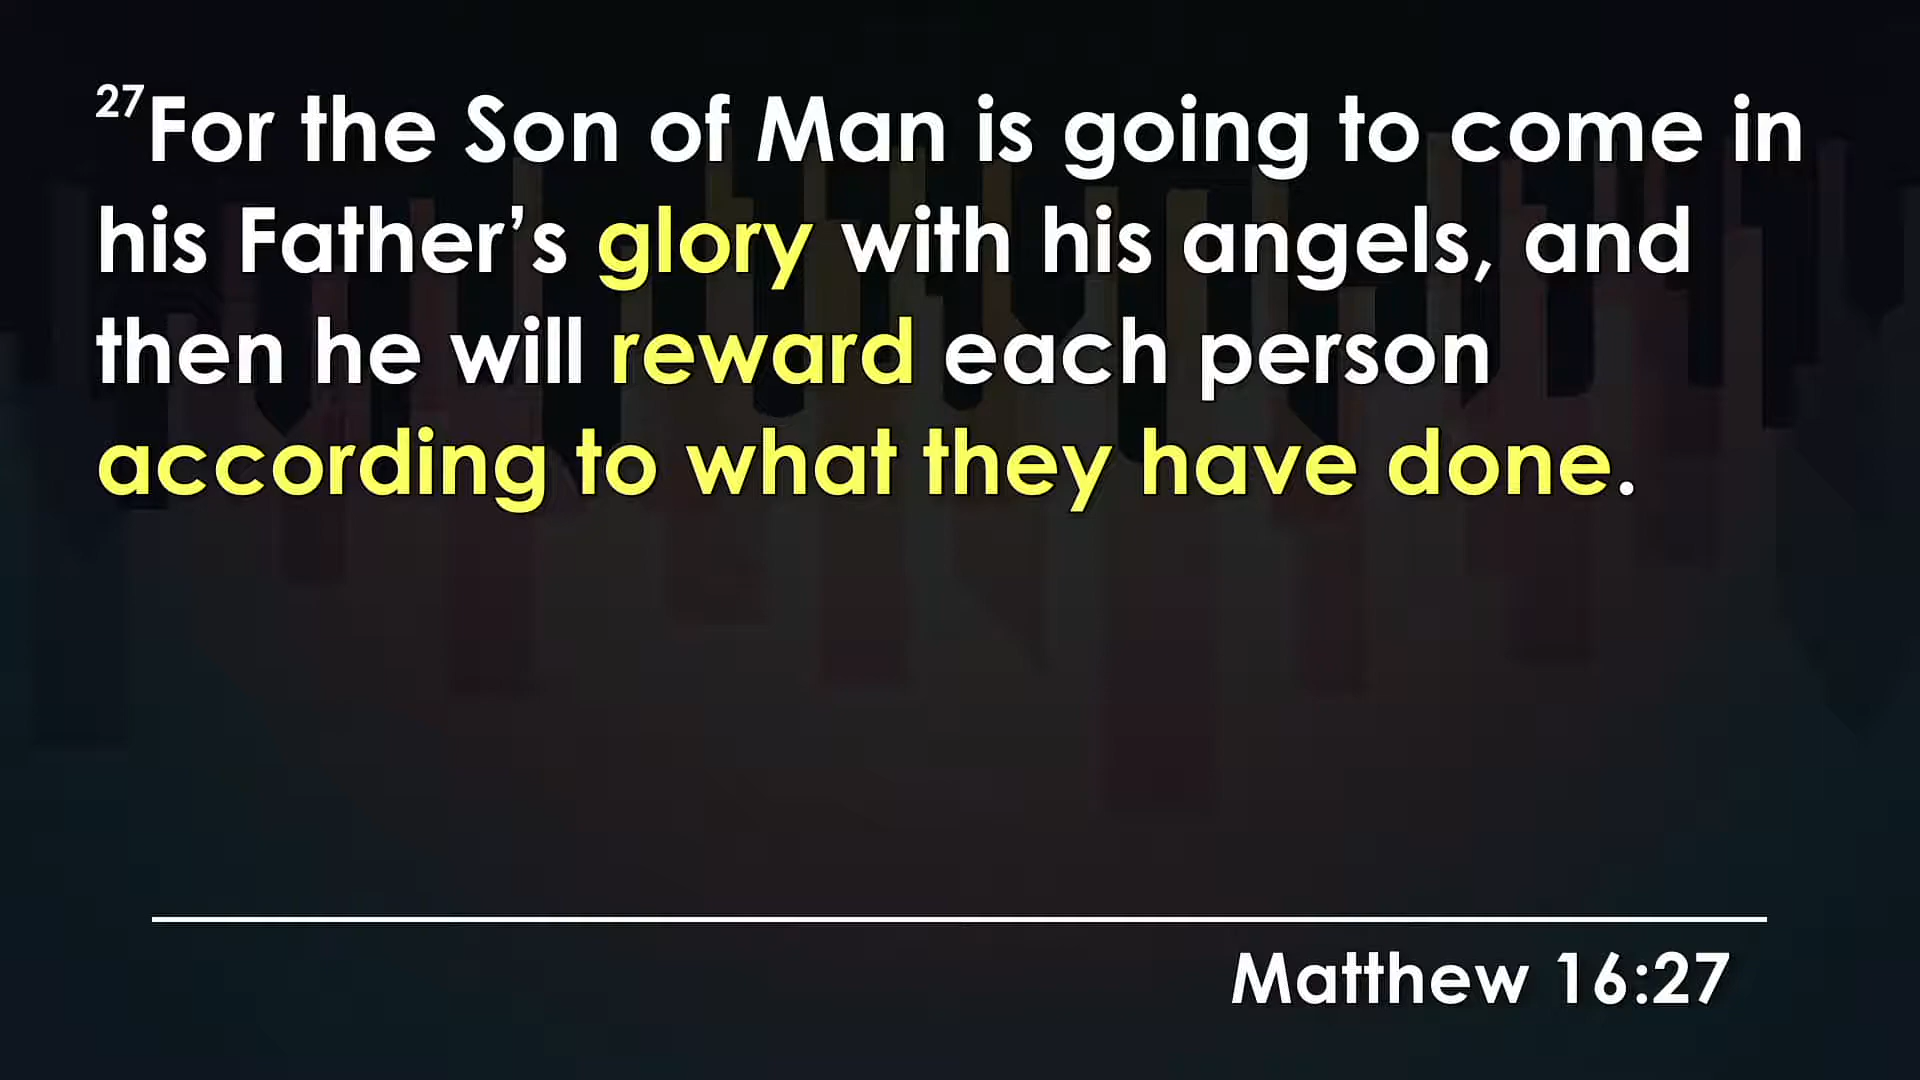 27For the Son of Man is going to come in
his Father’s glory with his angels, and
then he will reward each person
according to what they have done.
Matthew 16:27